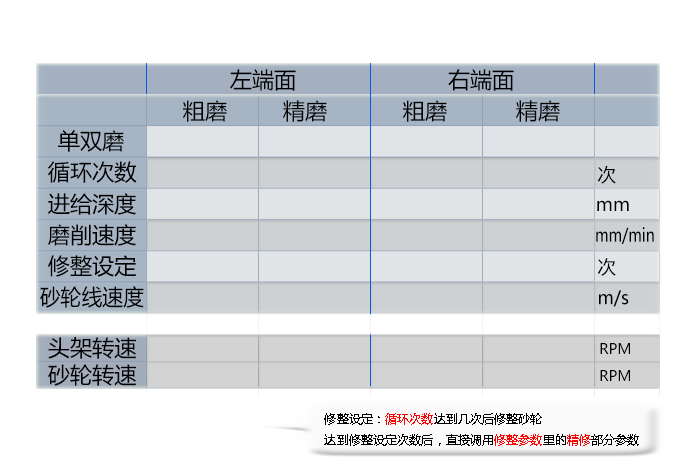 左端面 右端面
粗磨 精磨 粗磨 精磨
单双磨
循环次数 次
进给深度 mm
磨削速度 mm/min
修整设定 次
砂轮线速度 m/s
头架转速 RPM
砂轮转速 RPM
修整设定：循环次数达到几次后修整砂轮
达到修整设定次数后，直接调用修整参数里的精修部分参数